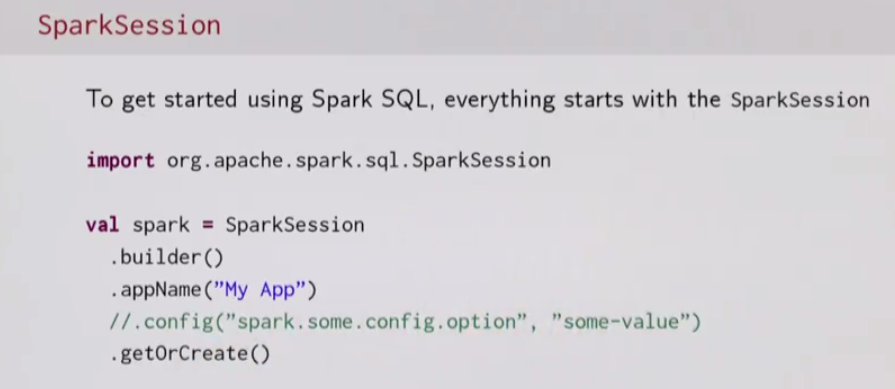 SparkSession
To get started using Spark SQL, everything starts with the SparkSession
import org.apache.spark.sql.SparkSession
val spark = SparkSession
.builder()
.appName("My App")
//.config("spark.some.config.option", "some-value")
.getOrCreate()